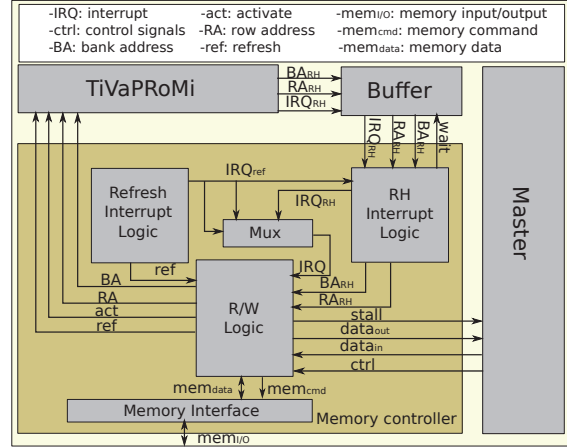 -IRQ: interrupt -act: activate -memI/O: Memory input/output
-ctrl: control signals -RA: row address -memcmd: memory command
-BA: bank address -ref: refresh -memdata: memory data
TiVaPRoMi
BARH
RARH
IRQRH
Buffer
Master
IRQRH
RARH
BARH
wait
Refresh
Interrupt
Logic
IRQref
IRQRH
RH
Interrupt
Logic
Mux
IRQ
ref
BARH
RARH
BA
RA
act
ref
R/W
Logic
stall
dataout
datain
ctrl
memdata
memcmd
Memory Interface
Memory controller
memI/O